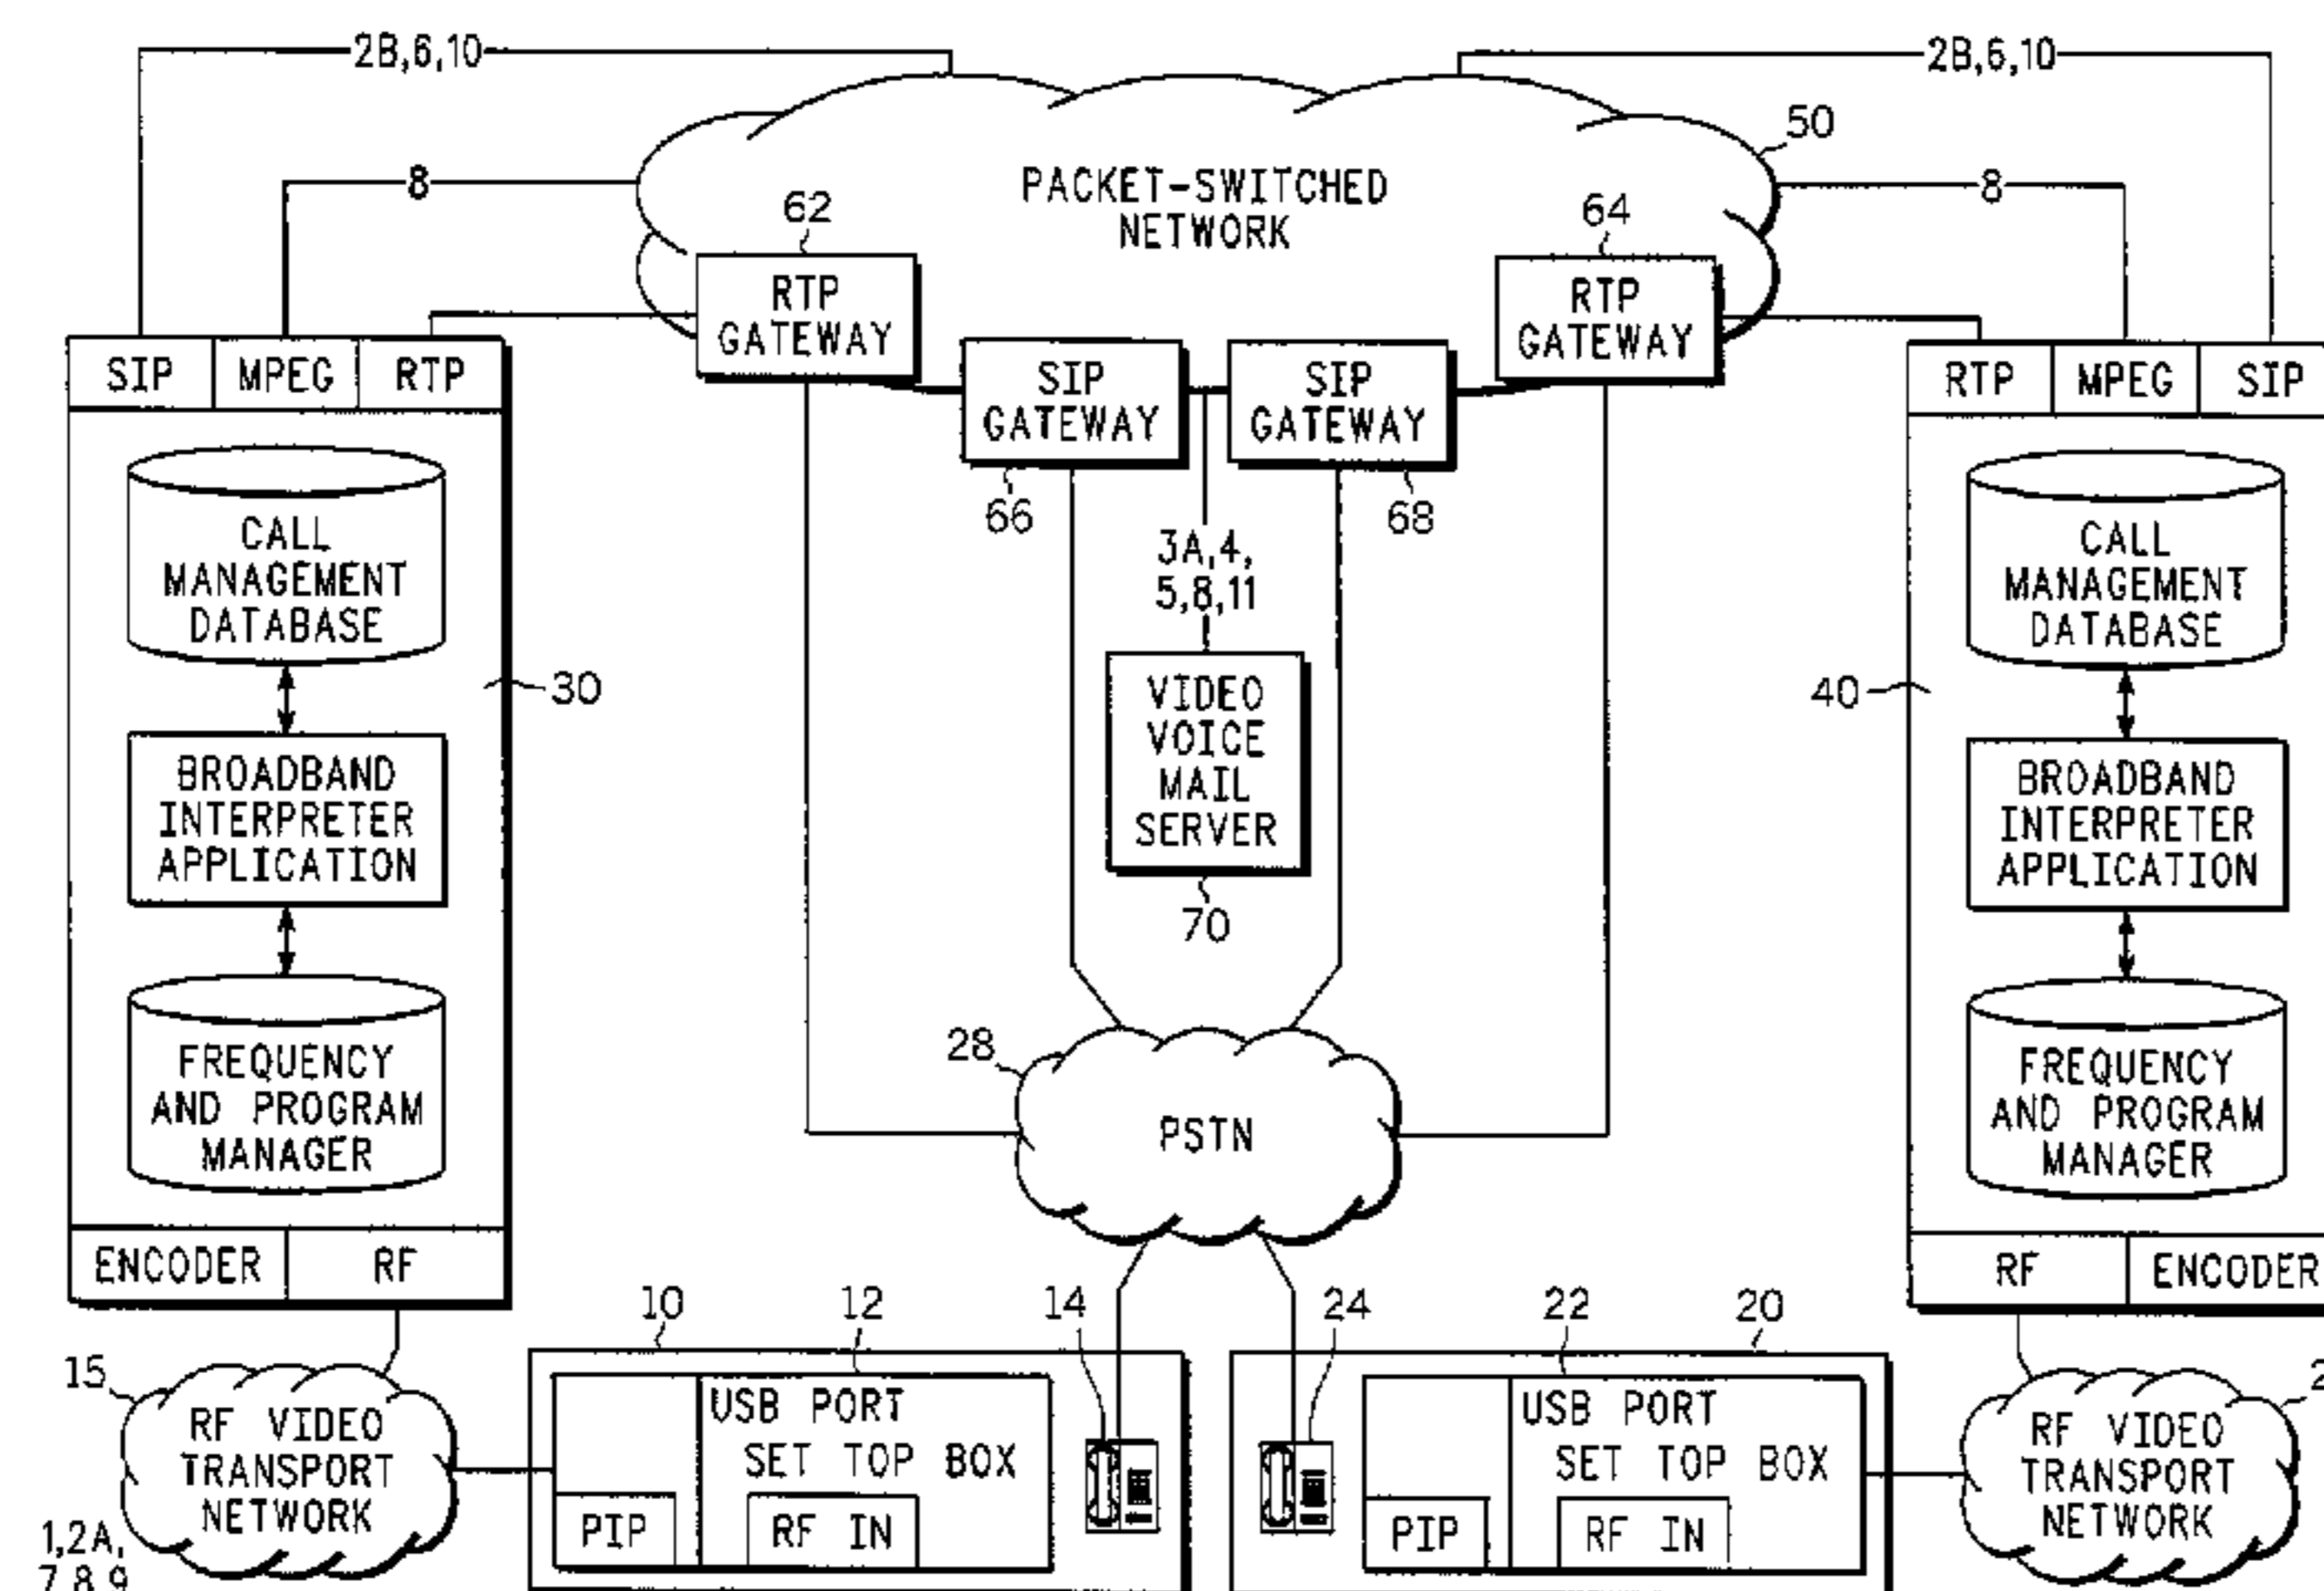 2B,6,10
2B,6,10
50
8
PACKET-SWITCHED
NETWORK
8
62
64
RTP
GATEWAY
RTP
GATEWAY
SIP
MPEG
RTP
SIP
GATEWAY
SIP
GATEWAY
RTP
MPEG
SIP
66
68
3A,4,
5,8,11
CALL
MANAGEMENT
DATABASE
CALL
MANAGEMENT
DATABASE
30
VIDEO
VOICE
MAIL
SERVER
40
BROADBAND
INTERPRETER
APPLICATION
BROADBAND
INTERPRETER
APPLICATION
70
FREQUENCY
AND PROGRAM
MANAGER
28
PSTN
FREQUENCY
AND PROGRAM
MANAGER
ENCODER
RF
RF
ENCODER
10
12
14
24
22
20
15
RF VIDEO
TRANSPORT
NETWORK
USB PORT
SET TOP BOX
PIP
RF IN
USB PORT
SET TOP BOX
PIP
RF IN
RF VIDEO
TRANSPORT
NETWORK
1,2A,
7,8,9